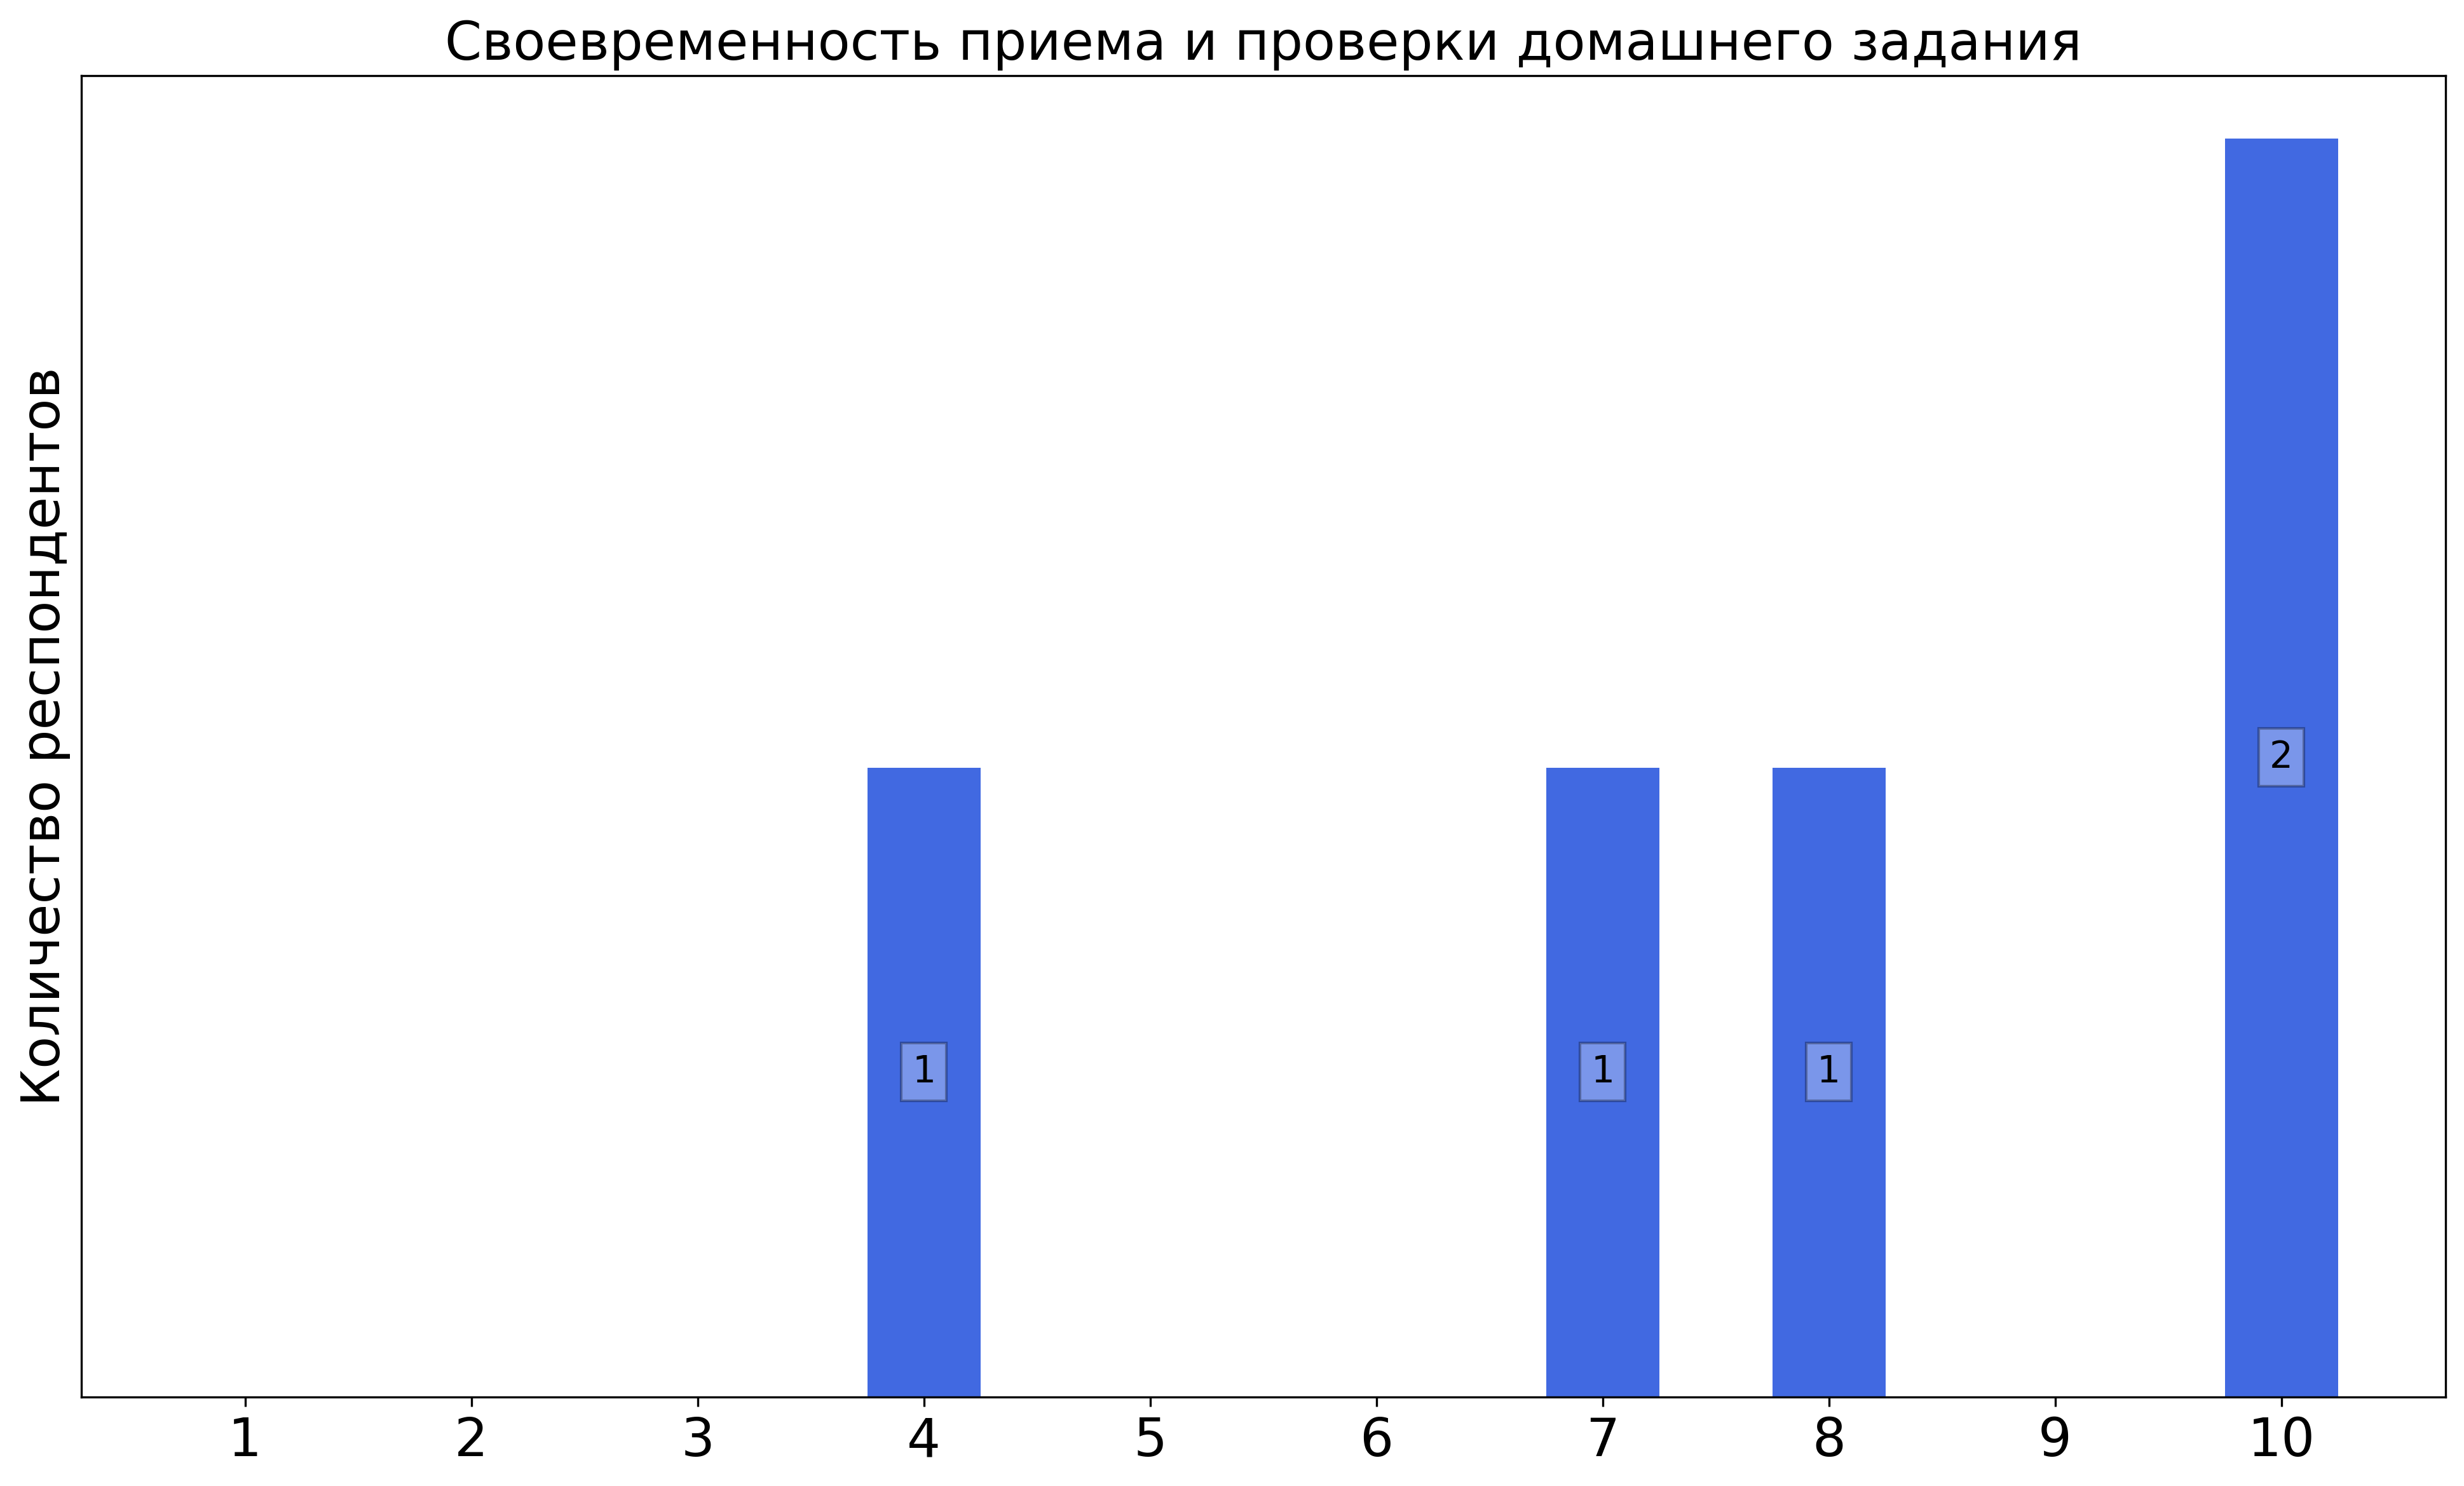 Своевременность приема и проверки домашнего задания
Количество респондентов
2
1 1 1
1 2 3 4 5 6 7 8 9 10